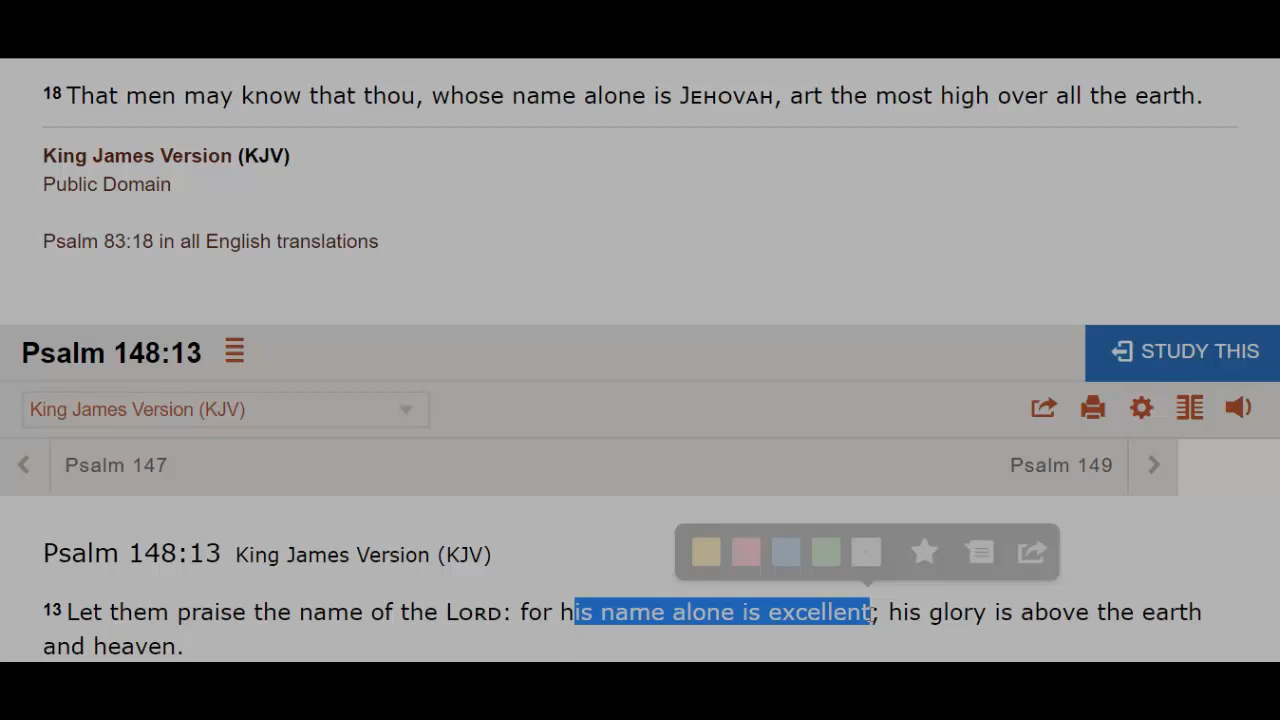 18 That men may know that thou, whose name alone is JEHOVAH, art the most high over all the earth.
King James Version (KJV)
Public Domain
Psalm 83:18 in all English translations
Psalm 148:13
STUDY THIS
King James Version (KJV)
Psalm 147
Psalm 149
Psalm 148:13 King James Version (KJV)
13 Let them praise the name of the LORD: for his name alone is excellent; his glory is above the earth
and heaven.